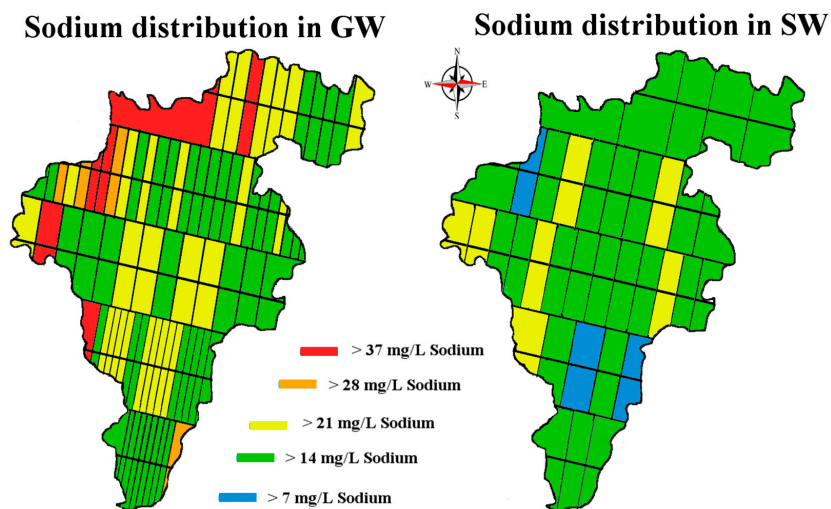 Sodium distribution in GW
Sodium distribution in SW
N
W
E
S
> 37 mg/L Sodium
> 28 mg/L Sodium
> 21 mg/L Sodium
> 14 mg/L Sodium
> 7 mg/L Sodium